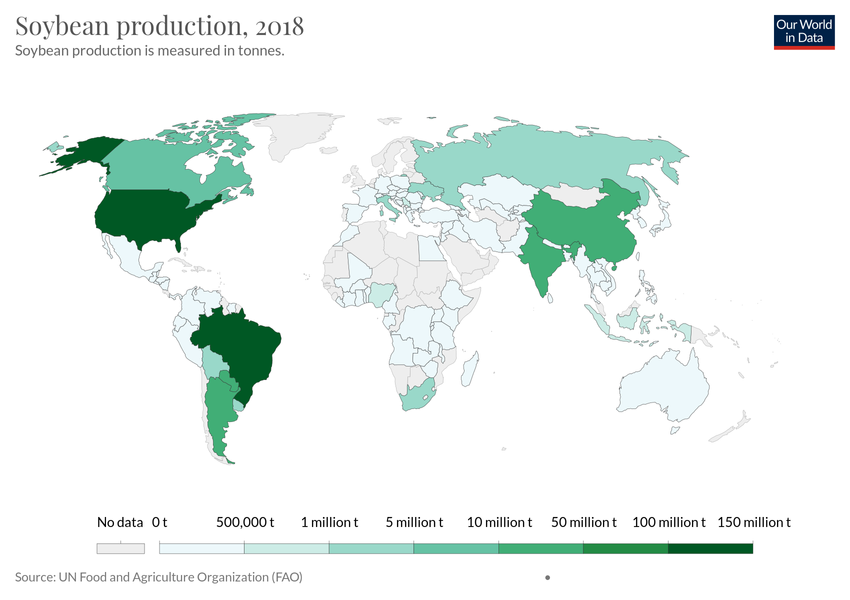 Soybean production, 2018
Soybean production is measured in tonnes.
Our World
in Data
No data 0 t 500,000 t 1 million t 5 million t 10 million t 50 million t 100 million t 150 million t
Source: UN Food and Agriculture Organization (FAO) •